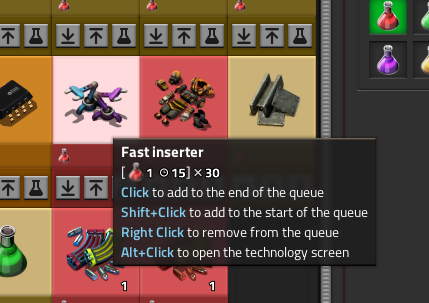 Fast inserter
[ 1 15] × 30
Click to add to the end of the queue
Shift+Click to add to the start of the queue
Right Click to remove from the queue
Alt+Click to open the technology screen
1
1